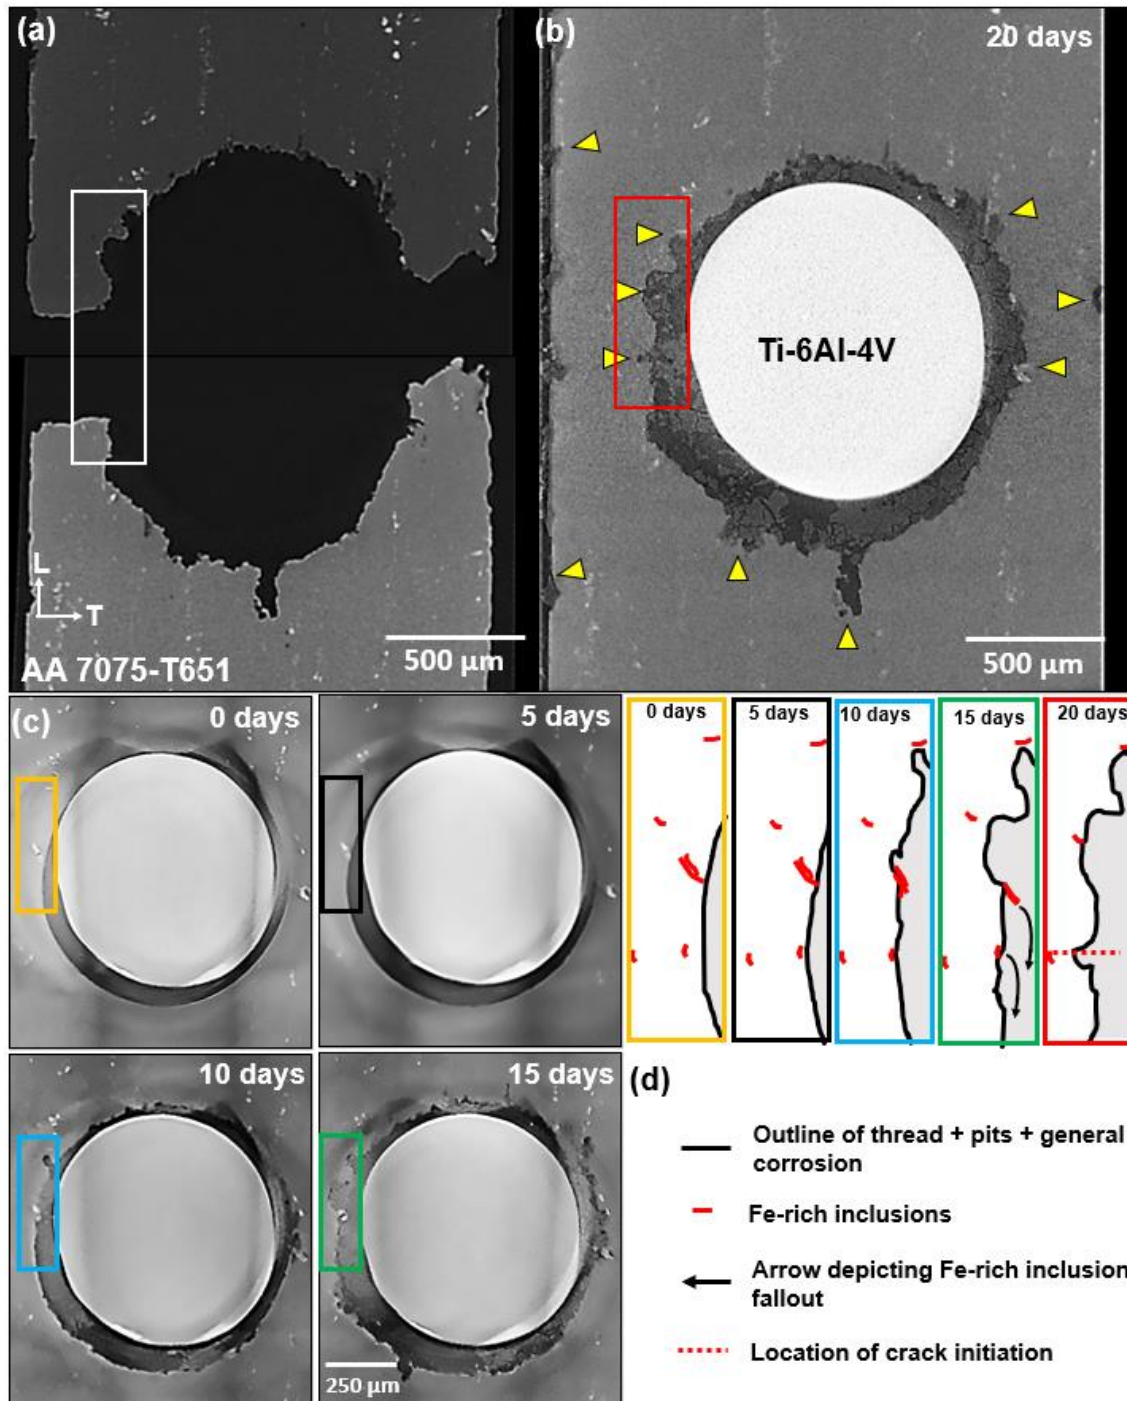 (a)
(b)
20 days
Ti-6Al-4V
L
T
AA 7075-T651
500 µm
500 µm
(c)
0 days
5 days
0 days
5 days
10 days
15 days
20 days
10 days
15 days
250 µm
(d)
Outline of thread + pits + general
corrosion
Fe-rich inclusions
Arrow depicting Fe-rich inclusion
fallout
Location of crack initiation